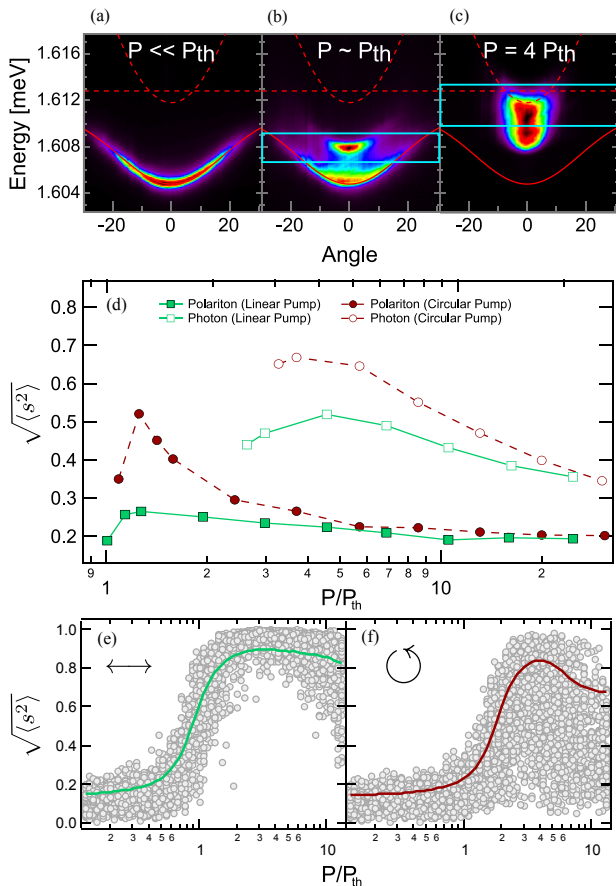 (a) (b) (c)
P << Pth P ~ Pth P = 4 Pth
Energy [meV]
1.616
1.612
1.608
1.604
-20 0 20 -20 0 20 -20 0 20
Angle
(d)
Polariton (Linear Pump) Polariton (Circular Pump)
Photon (Linear Pump) Photon (Circular Pump)
√⟨s²⟩
0.8
0.7
0.6
0.5
0.4
0.3
0.2
9 1 2 3 4 5 6 7 8 9 10 2
P/Pth
(e) (f)
√⟨s²⟩
1.0
0.8
0.6
0.4
0.2
0.0
2 3 4 5 6 1 2 3 4 5 6 10 2 3 4 5 6 1 2 3 4 5 6 10
P/Pth